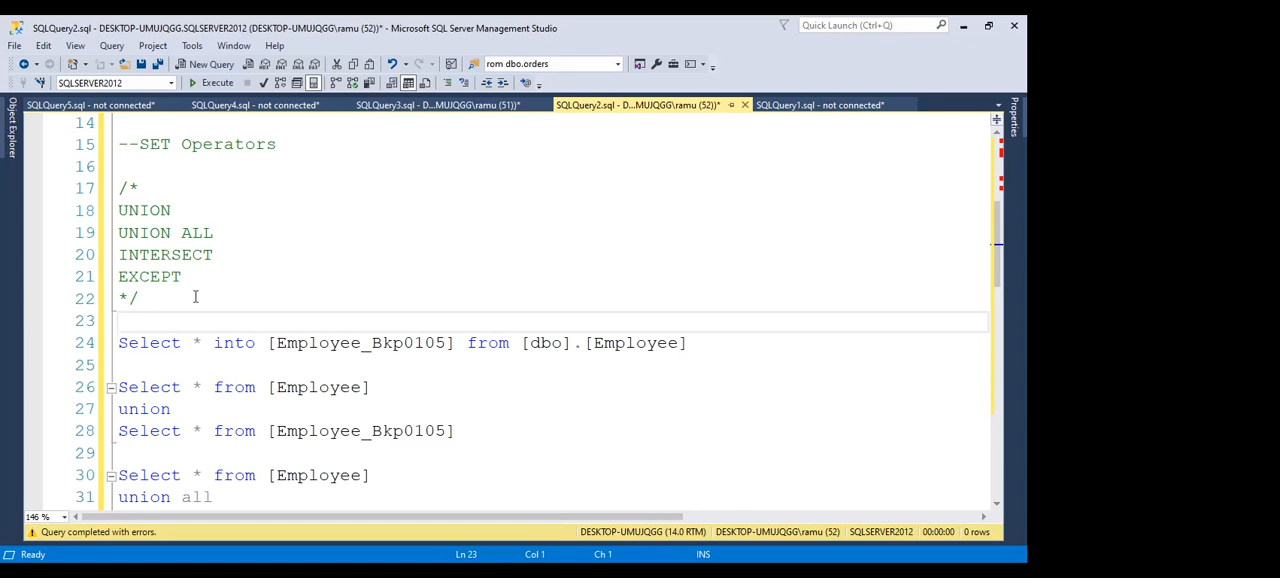 SQLQuery2.sql - DESKTOP-UMUJQGG.SQLSERVER2012 (DESKTOP-UMUJQGG\ramu (52))* - Microsoft SQL Server Management Studio
Quick Launch (Ctrl+Q)
File Edit View Query Project Tools Window Help
New Query
rom dbo.orders
SQLSERVER2012
Execute
SQLQuery5.sql - not connected* SQLQuery4.sql - not connected* SQLQuery3.sql - D...MUJQGG\ramu (51))* SQLQuery2.sql - D...MUJQGG\ramu (52))* SQLQuery1.sql - not connected*
Object Explorer
Properties
14
15 --SET Operators
16
17 /*
18 UNION
19 UNION ALL
20 INTERSECT
21 EXCEPT
22 */
23
24 Select * into [Employee_Bkp0105] from [dbo].[Employee]
25
26 Select * from [Employee]
27 union
28 Select * from [Employee_Bkp0105]
29
30 Select * from [Employee]
31 union all
146 %
Query completed with errors. DESKTOP-UMUJQGG (14.0 RTM) DESKTOP-UMUJQGG\ramu (52) SQLSERVER2012 00:00:00 0 rows
Ready Ln 23 Col 1 Ch 1 INS